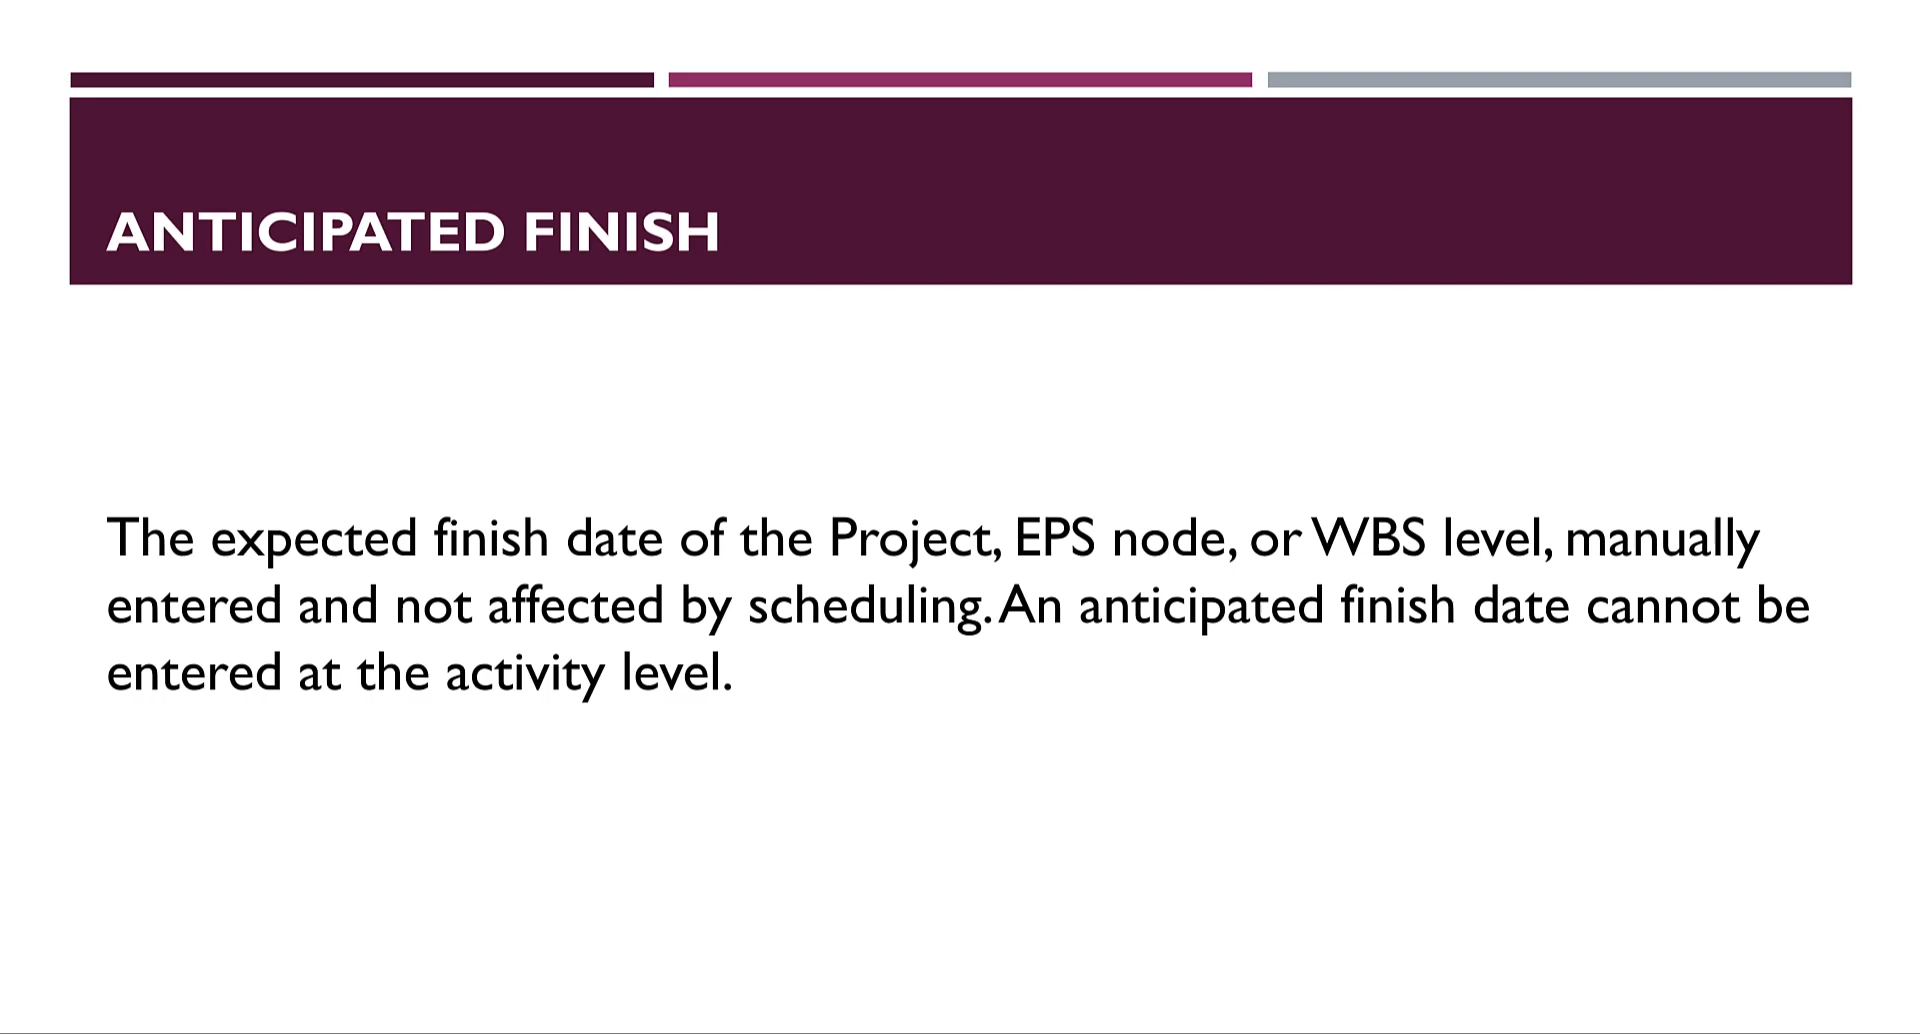 ANTICIPATED FINISH
The expected finish date of the Project, EPS node, or WBS level, manually
entered and not affected by scheduling. An anticipated finish date cannot be
entered at the activity level.